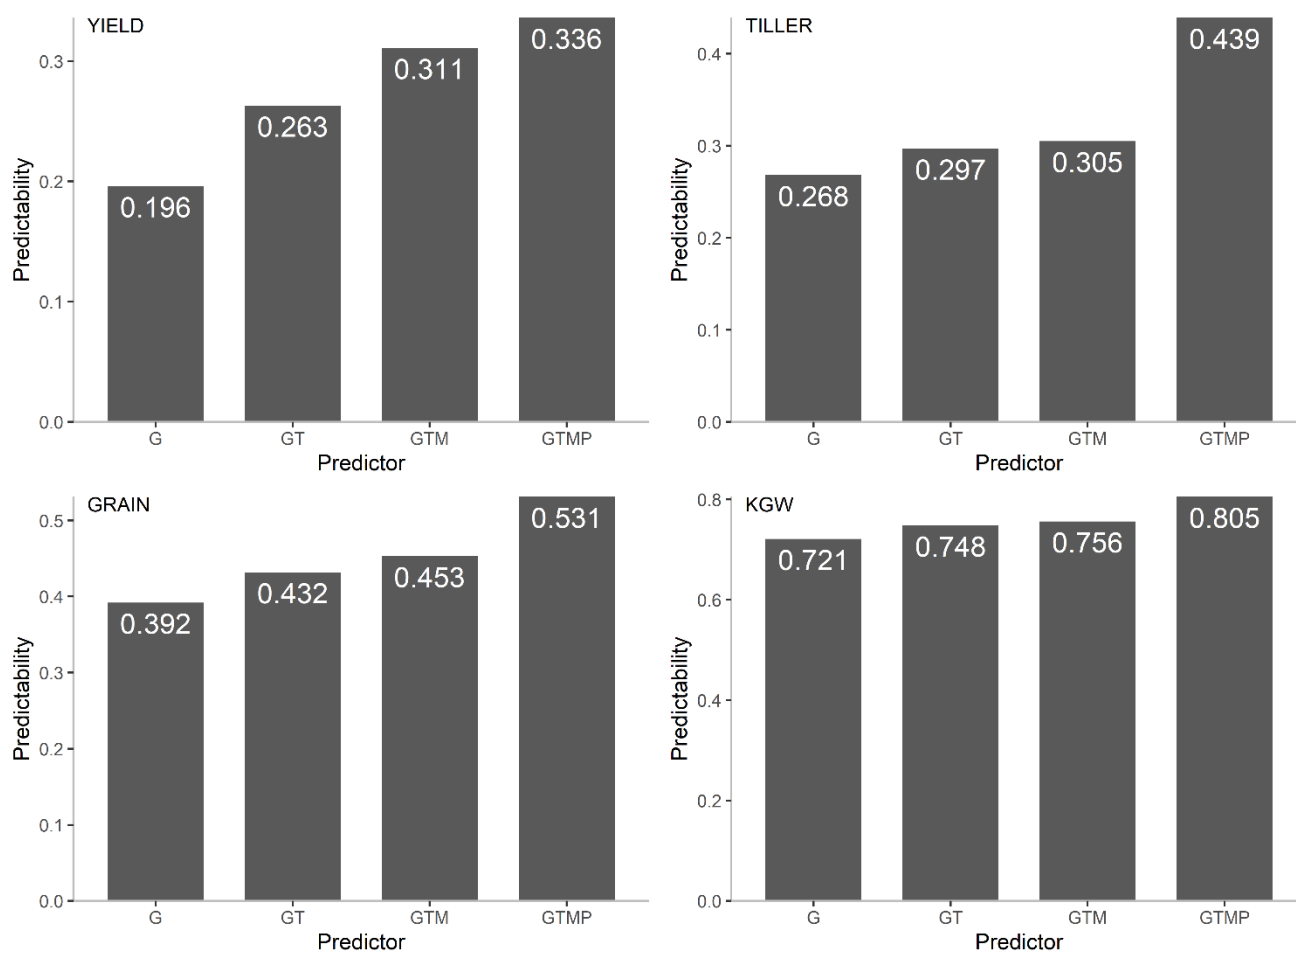 YIELD
Predictability
0.3
0.2
0.1
0.0
0.196
0.263
0.311
0.336
G
GT
GTM
GTMP
Predictor
TILLER
Predictability
0.4
0.3
0.2
0.1
0.0
0.268
0.297
0.305
0.439
G
GT
GTM
GTMP
Predictor
GRAIN
Predictability
0.5
0.4
0.3
0.2
0.1
0.0
0.392
0.432
0.453
0.531
G
GT
GTM
GTMP
Predictor
KGW
Predictability
0.8
0.6
0.4
0.2
0.0
0.721
0.748
0.756
0.805
G
GT
GTM
GTMP
Predictor